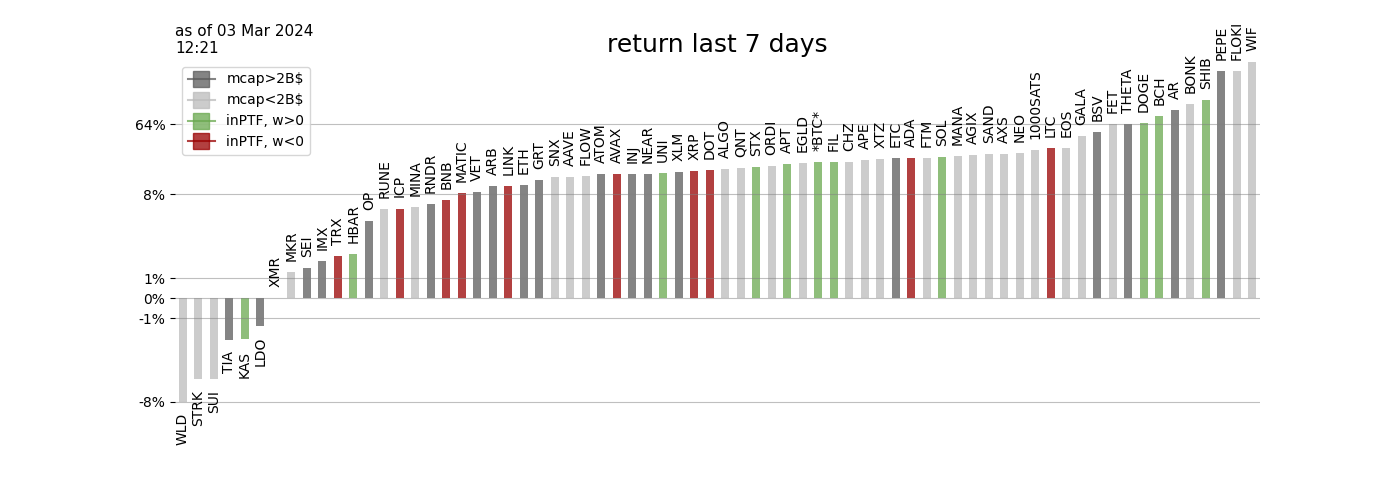 as of 03 Mar 2024
12:21
return last 7 days
mcap>2B$
mcap<2B$
inPTF, w>0
inPTF, w<0
64%
8%
1%
0%
-1%
-8%
WLD
STRK
SUI
TIA
KAS
LDO
XMR
MKR
SEI
IMX
TRX
HBAR
OP
RUNE
ICP
MINA
RNDR
BNB
MATIC
VET
ARB
LINK
ETH
GRT
SNX
AAVE
FLOW
ATOM
AVAX
INJ
NEAR
UNI
XLM
XRP
DOT
ALGO
QNT
STX
ORDI
APT
EGLD
*BTC*
FIL
CHZ
APE
XTZ
ETC
ADA
FTM
SOL
MANA
AGIX
SAND
AXS
NEO
1000SATS
LTC
EOS
GALA
BSV
FET
THETA
DOGE
BCH
AR
BONK
SHIB
PEPE
FLOKI
WIF